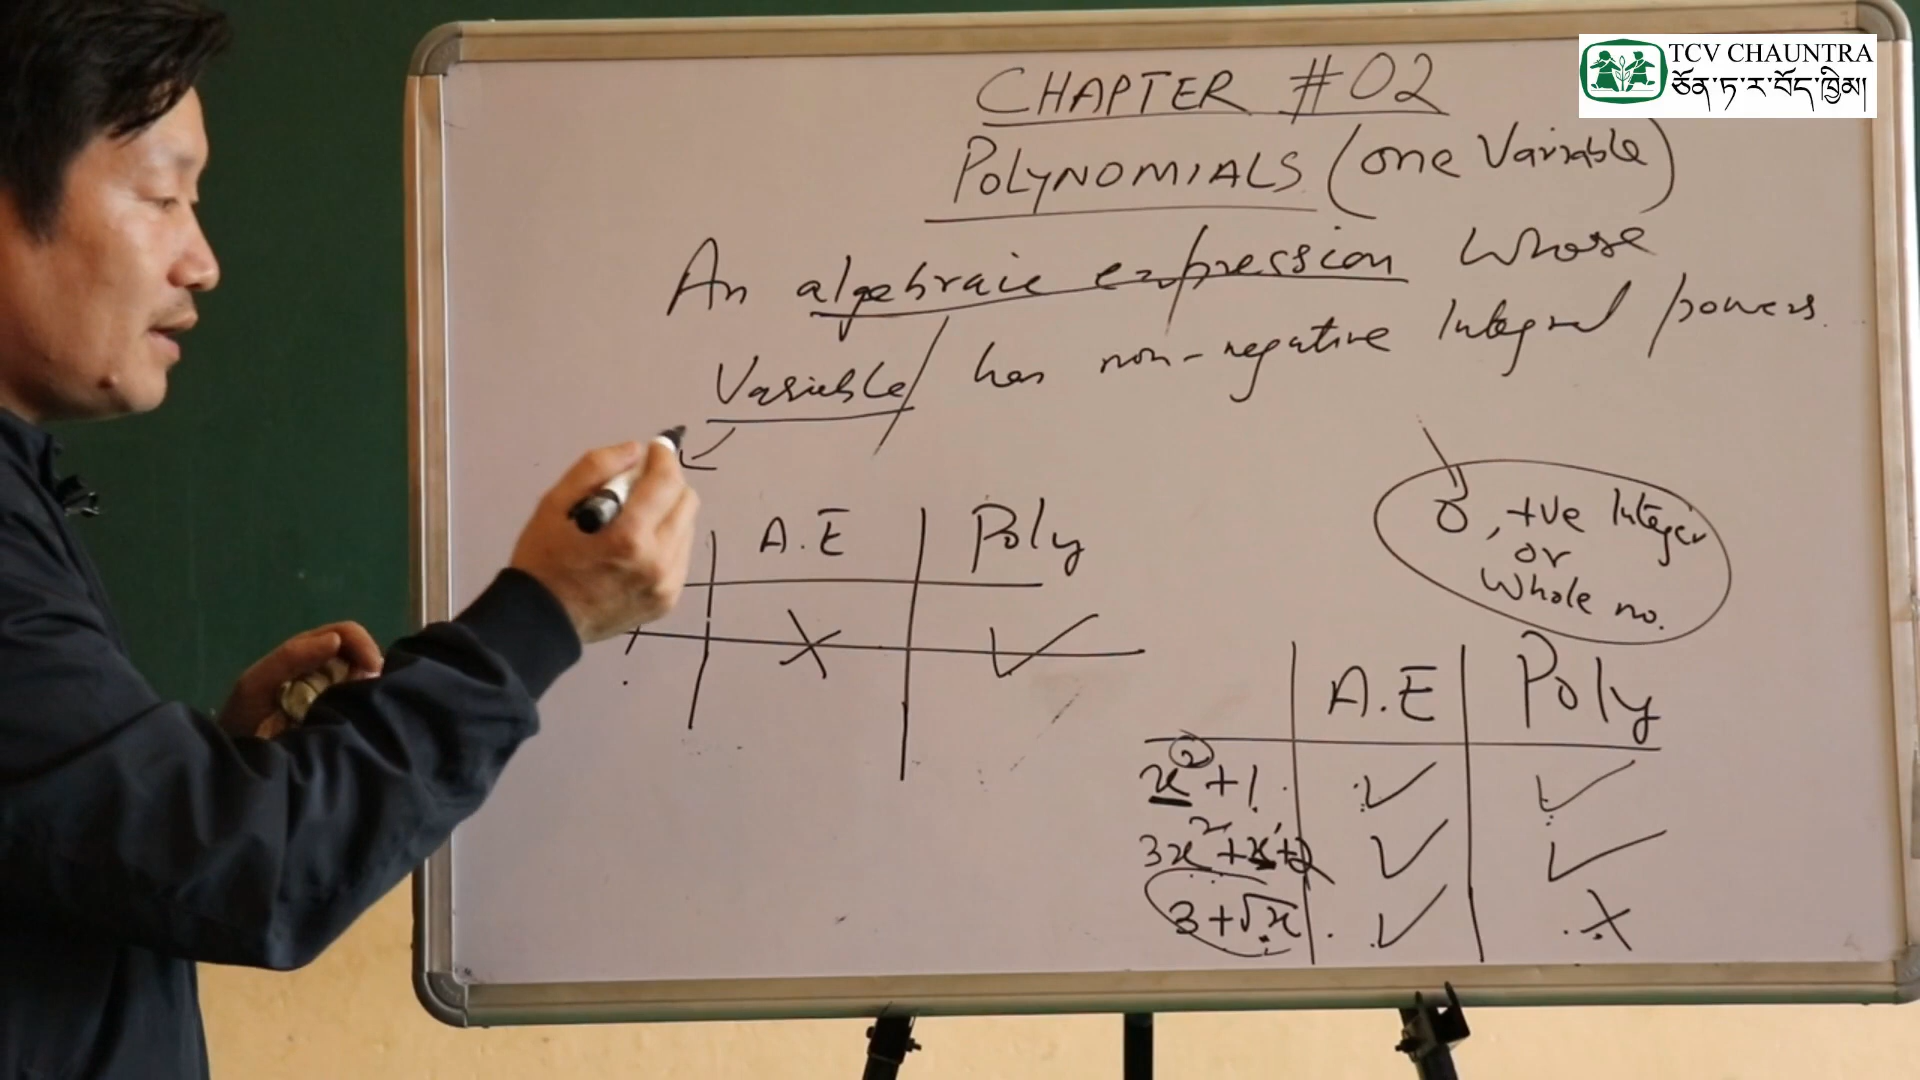 TCV CHAUNTRA
ཅོན་ཏ་ར་བོད་ཁྱིམ།
CHAPTER #02
POLYNOMIALS (one Variable)
An algebraic expression whose
Variable has non-negative Integral powers.
A.E Poly
X ✓
0, +ve Integer
or
Whole no.
A.E Poly
x²+1 ✓ ✓
3x²+x+2 ✓ ✓
3+√x ✓ X